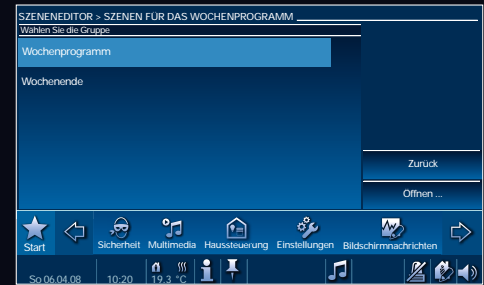 SZENENEDITOR > SZENEN FÜR DAS WOCHENPROGRAMM
Wählen Sie die Gruppe
Wochenprogramm
Wochenende
Zurück
Öffnen ...
Start
Sicherheit
Multimedia
Haussteuerung
Einstellungen
Bildschirmnachrichten
So 06.04.08
10:20
19.3 °C